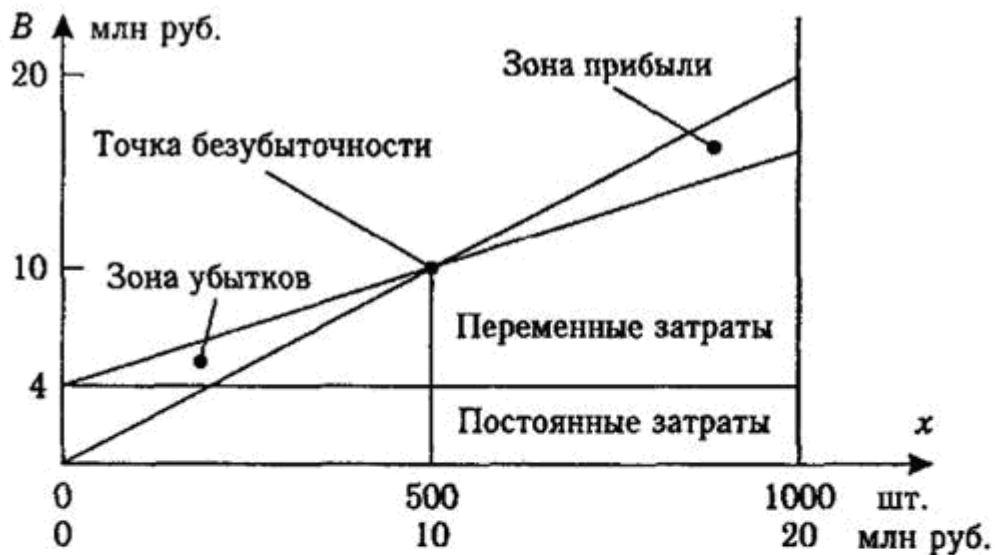 B млн руб.
20
Зона прибыли
Точка безубыточности
10
Зона убытков
Переменные затраты
4
Постоянные затраты
x
0 500 1000 шт.
0 10 20 млн руб.